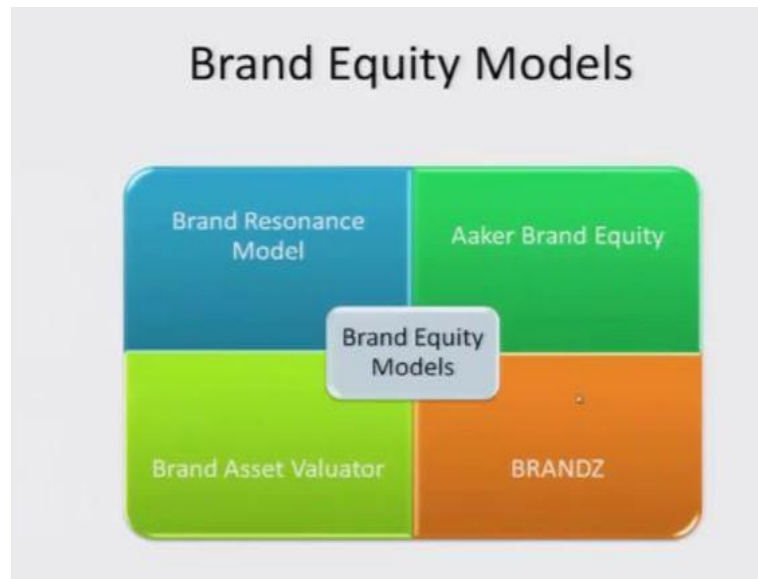 Brand Equity Models
Brand Resonance
Model
Aaker Brand Equity
Brand Equity
Models
Brand Asset Valuator
BRANDZ